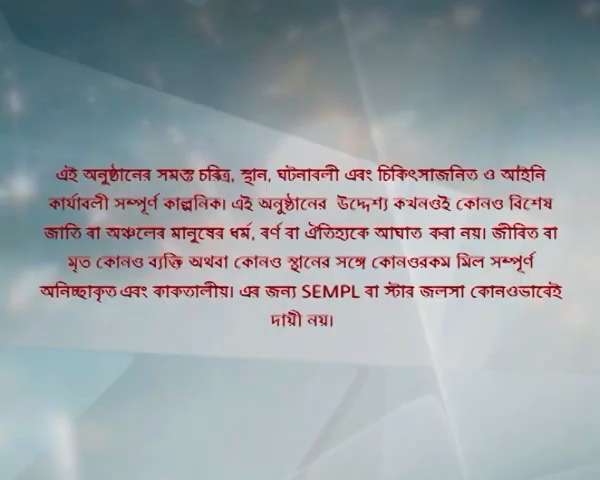 এই অনুষ্ঠানের সমস্ত চরিত্র, স্থান, ঘটনাবলী এবং চিকিৎসাজনিত ও আইনি
কার্যাবলী সম্পূর্ণ কাল্পনিক। এই অনুষ্ঠানের উদ্দেশ্য কখনওই কোনও বিশেষ
জাতি বা অঞ্চলের মানুষের ধর্ম, বর্ণ বা ঐতিহ্যকে আঘাত করা নয়। জীবিত বা
মৃত কোনও ব্যক্তি অথবা কোনও স্থানের সঙ্গে কোনওরকম মিল সম্পূর্ণ
অনিচ্ছাকৃত এবং কাকতালীয়। এর জন্য SEMPL বা স্টার জলসা কোনওভাবেই
দায়ী নয়।